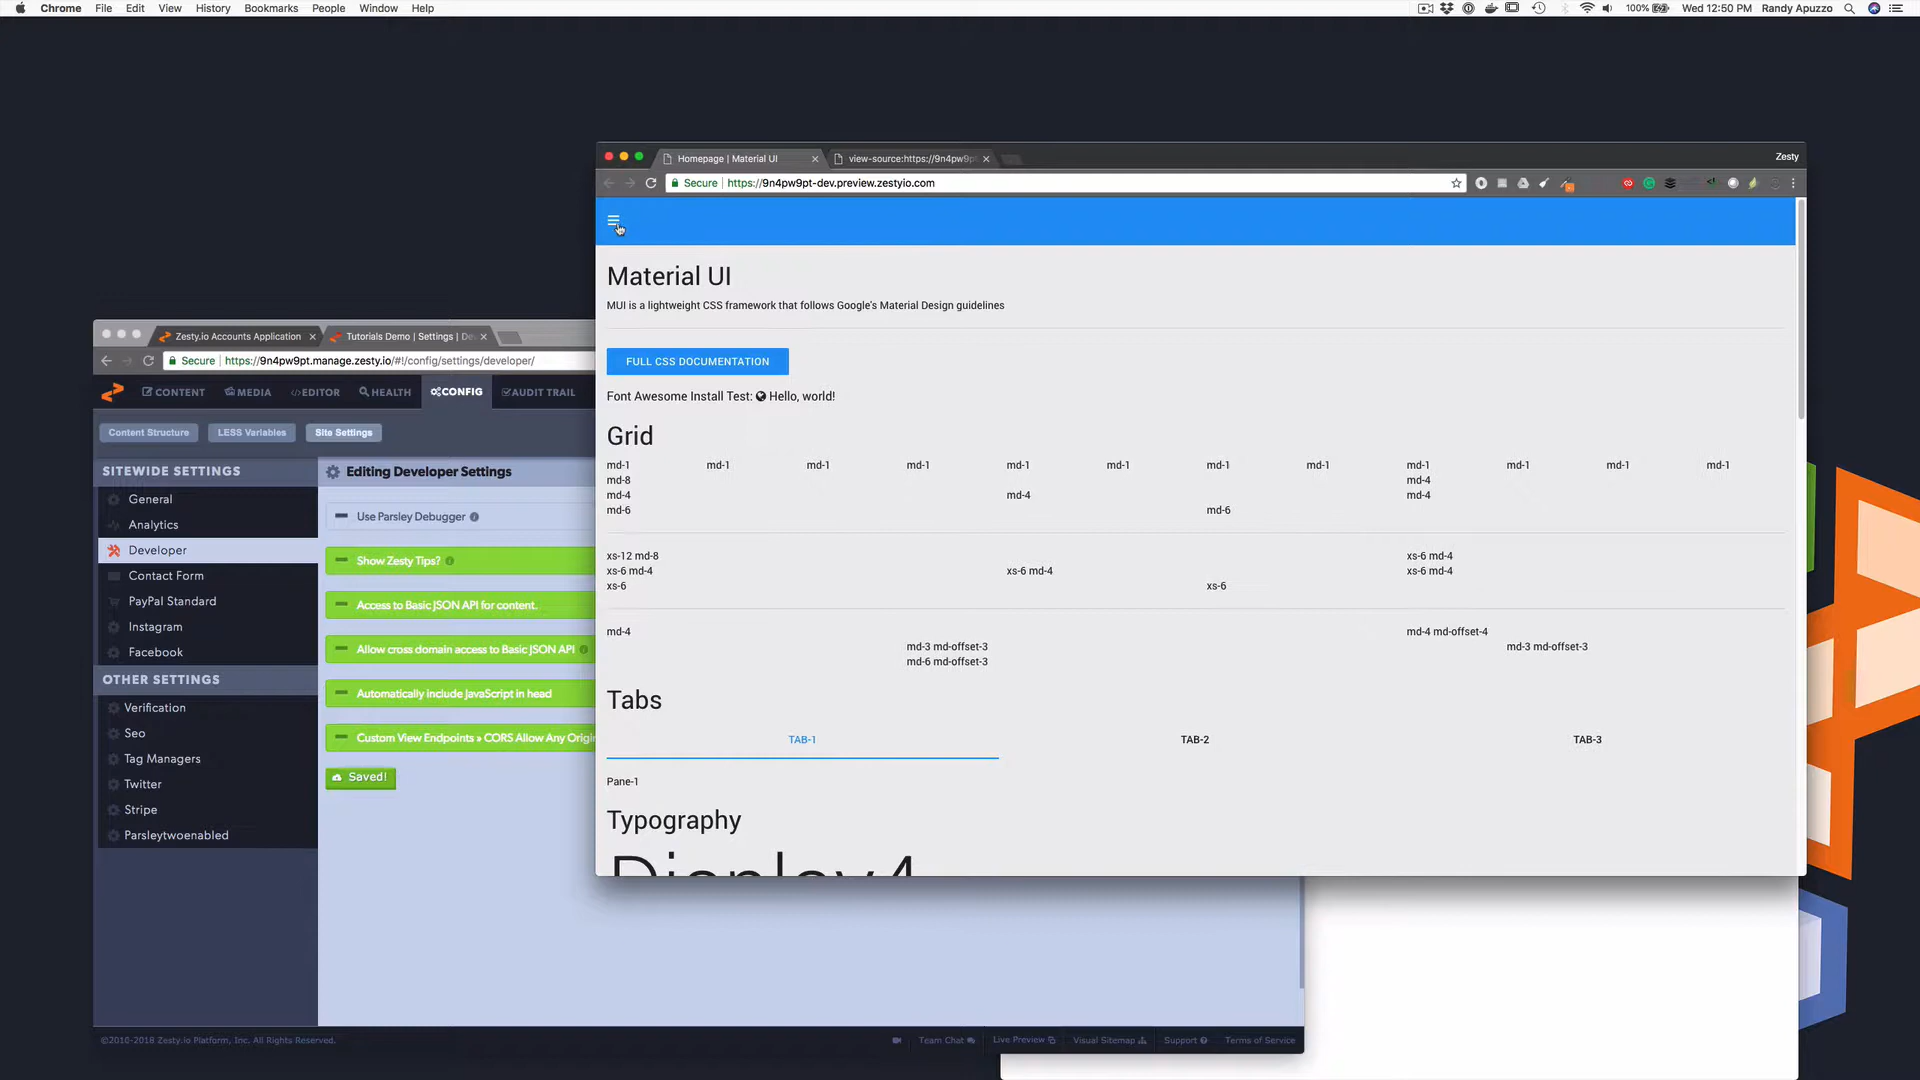 Chrome File Edit View History Bookmarks People Window Help
100% Wed 12:50 PM Randy Apuzzo
Homepage | Material UI
view-source:https://9n4pw9pt-
Zesty
Secure https://9n4pw9pt-dev.preview.zestyio.com
Material UI
MUI is a lightweight CSS framework that follows Google's Material Design guidelines
FULL CSS DOCUMENTATION
Font Awesome Install Test: Hello, world!
Grid
md-1 md-1 md-1 md-1 md-1 md-1 md-1 md-1 md-1 md-1 md-1 md-1
md-8 md-4
md-4 md-4 md-4
md-6 md-6
xs-12 md-8 xs-6 md-4
xs-6 md-4 xs-6 md-4 xs-6 md-4
xs-6 xs-6
md-4 md-4 md-offset-4
md-3 md-offset-3 md-3 md-offset-3
md-6 md-offset-3
Tabs
TAB-1 TAB-2 TAB-3
Pane-1
Typography
Display4
Zesty.io Accounts Application
Tutorials Demo | Settings | De
Secure https://9n4pw9pt.manage.zesty.io/#!/config/settings/developer/
CONTENT MEDIA EDITOR HEALTH CONFIG AUDIT TRAIL
Content Structure LESS Variables Site Settings
SITEWIDE SETTINGS
General
Analytics
Developer
Contact Form
PayPal Standard
Instagram
Facebook
OTHER SETTINGS
Verification
Seo
Tag Managers
Twitter
Stripe
Parsleytwoenabled
Editing Developer Settings
Use Parsley Debugger
Show Zesty Tips?
Access to Basic JSON API for content.
Allow cross domain access to Basic JSON API
Automatically include JavaScript in head
Custom View Endpoints » CORS Allow Any Origin
Saved!
©2010-2018 Zesty.io Platform, Inc. All Rights Reserved.
Team Chat Live Preview Visual Sitemap Support Terms of Service